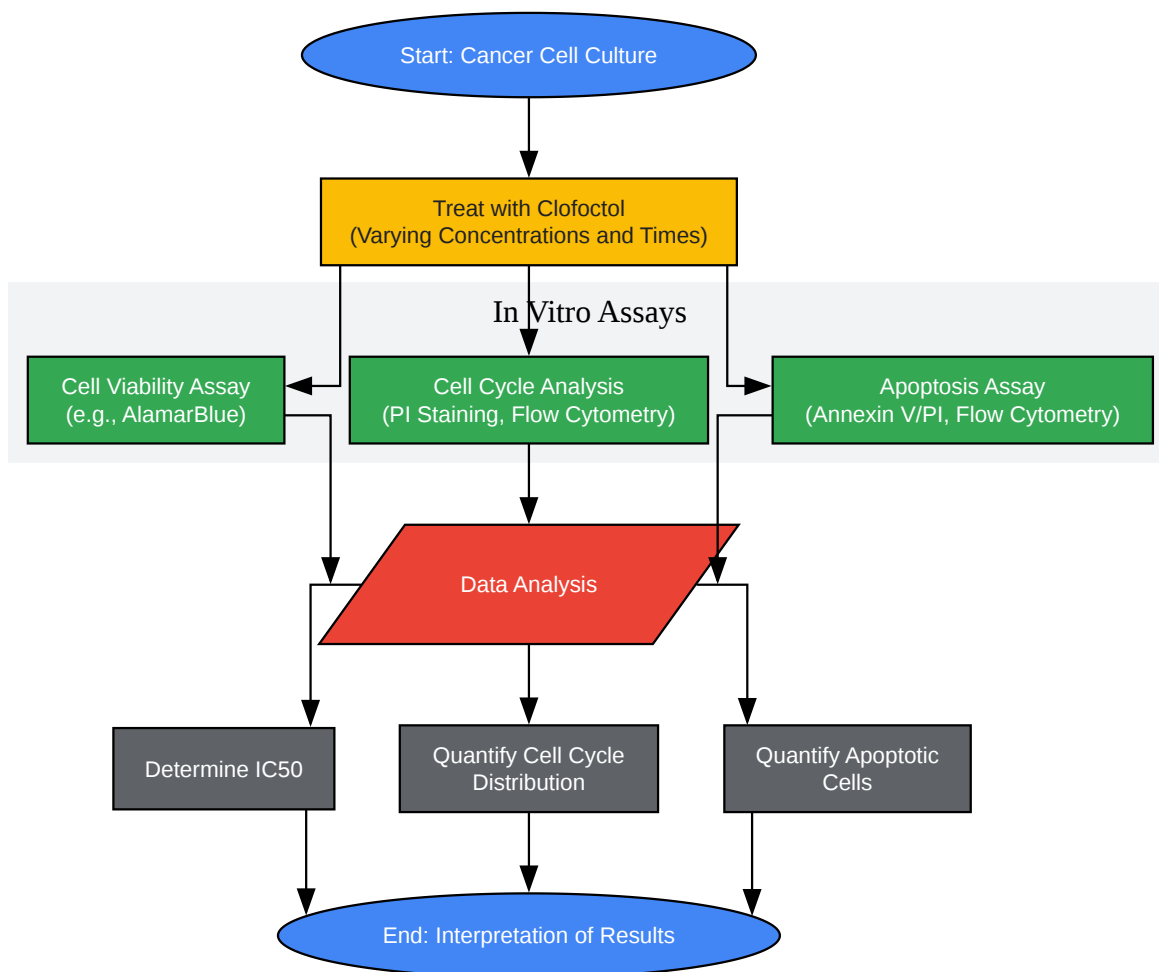 Start: Cancer Cell Culture
Treat with Clofoctol
(Varying Concentrations and Times)
In Vitro Assays
Cell Viability Assay
(e.g., AlamarBlue)
Cell Cycle Analysis
(PI Staining, Flow Cytometry)
Apoptosis Assay
(Annexin V/PI, Flow Cytometry)
Data Analysis
Determine IC50
Quantify Cell Cycle
Distribution
Quantify Apoptotic
Cells
End: Interpretation of Results